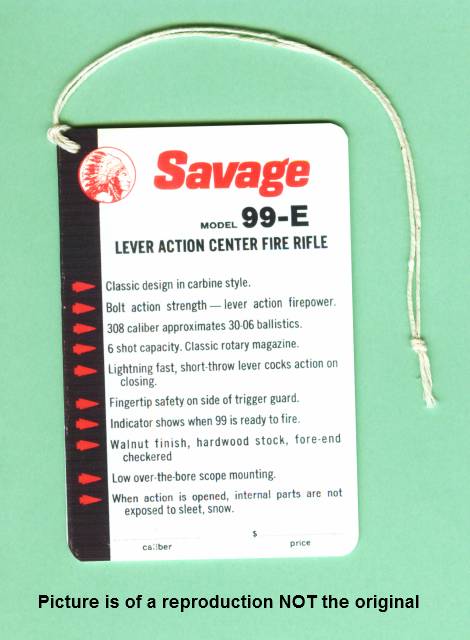 Savage
MODEL 99-E
LEVER ACTION CENTER FIRE RIFLE
Classic design in carbine style.
Bolt action strength — lever action firepower.
308 caliber approximates 30-06 ballistics.
6 shot capacity. Classic rotary magazine.
Lightning fast, short-throw lever cocks action on
closing.
Fingertip safety on side of trigger guard.
Indicator shows when 99 is ready to fire.
Walnut finish, hardwood stock, fore-end
checkered
Low over-the-bore scope mounting.
When action is opened, internal parts are not
exposed to sleet, snow.
$
caliber price
Picture is of a reproduction NOT the original